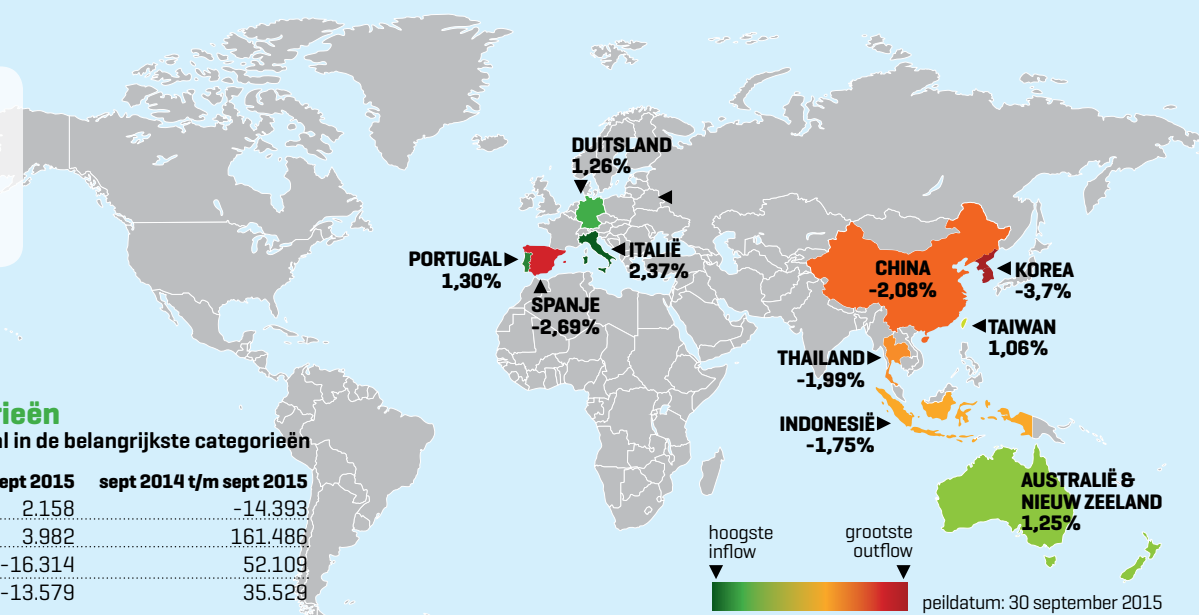 DUITSLAND
1,26%
PORTUGAL
1,30%
ITALIË
2,37%
SPANJE
-2,69%
CHINA
-2,08%
KOREA
-3,7%
TAIWAN
1,06%
THAILAND
-1,99%
INDONESIË
-1,75%
AUSTRALIË &
NIEUW ZEELAND
1,25%
in de belangrijkste categorieën
2015 sept 2014 t/m sept 2015
2.158 -14.393
3.982 161.486
-16.314 52.109
-13.579 35.529
hoogste
inflow
grootste
outflow
peildatum: 30 september 2015